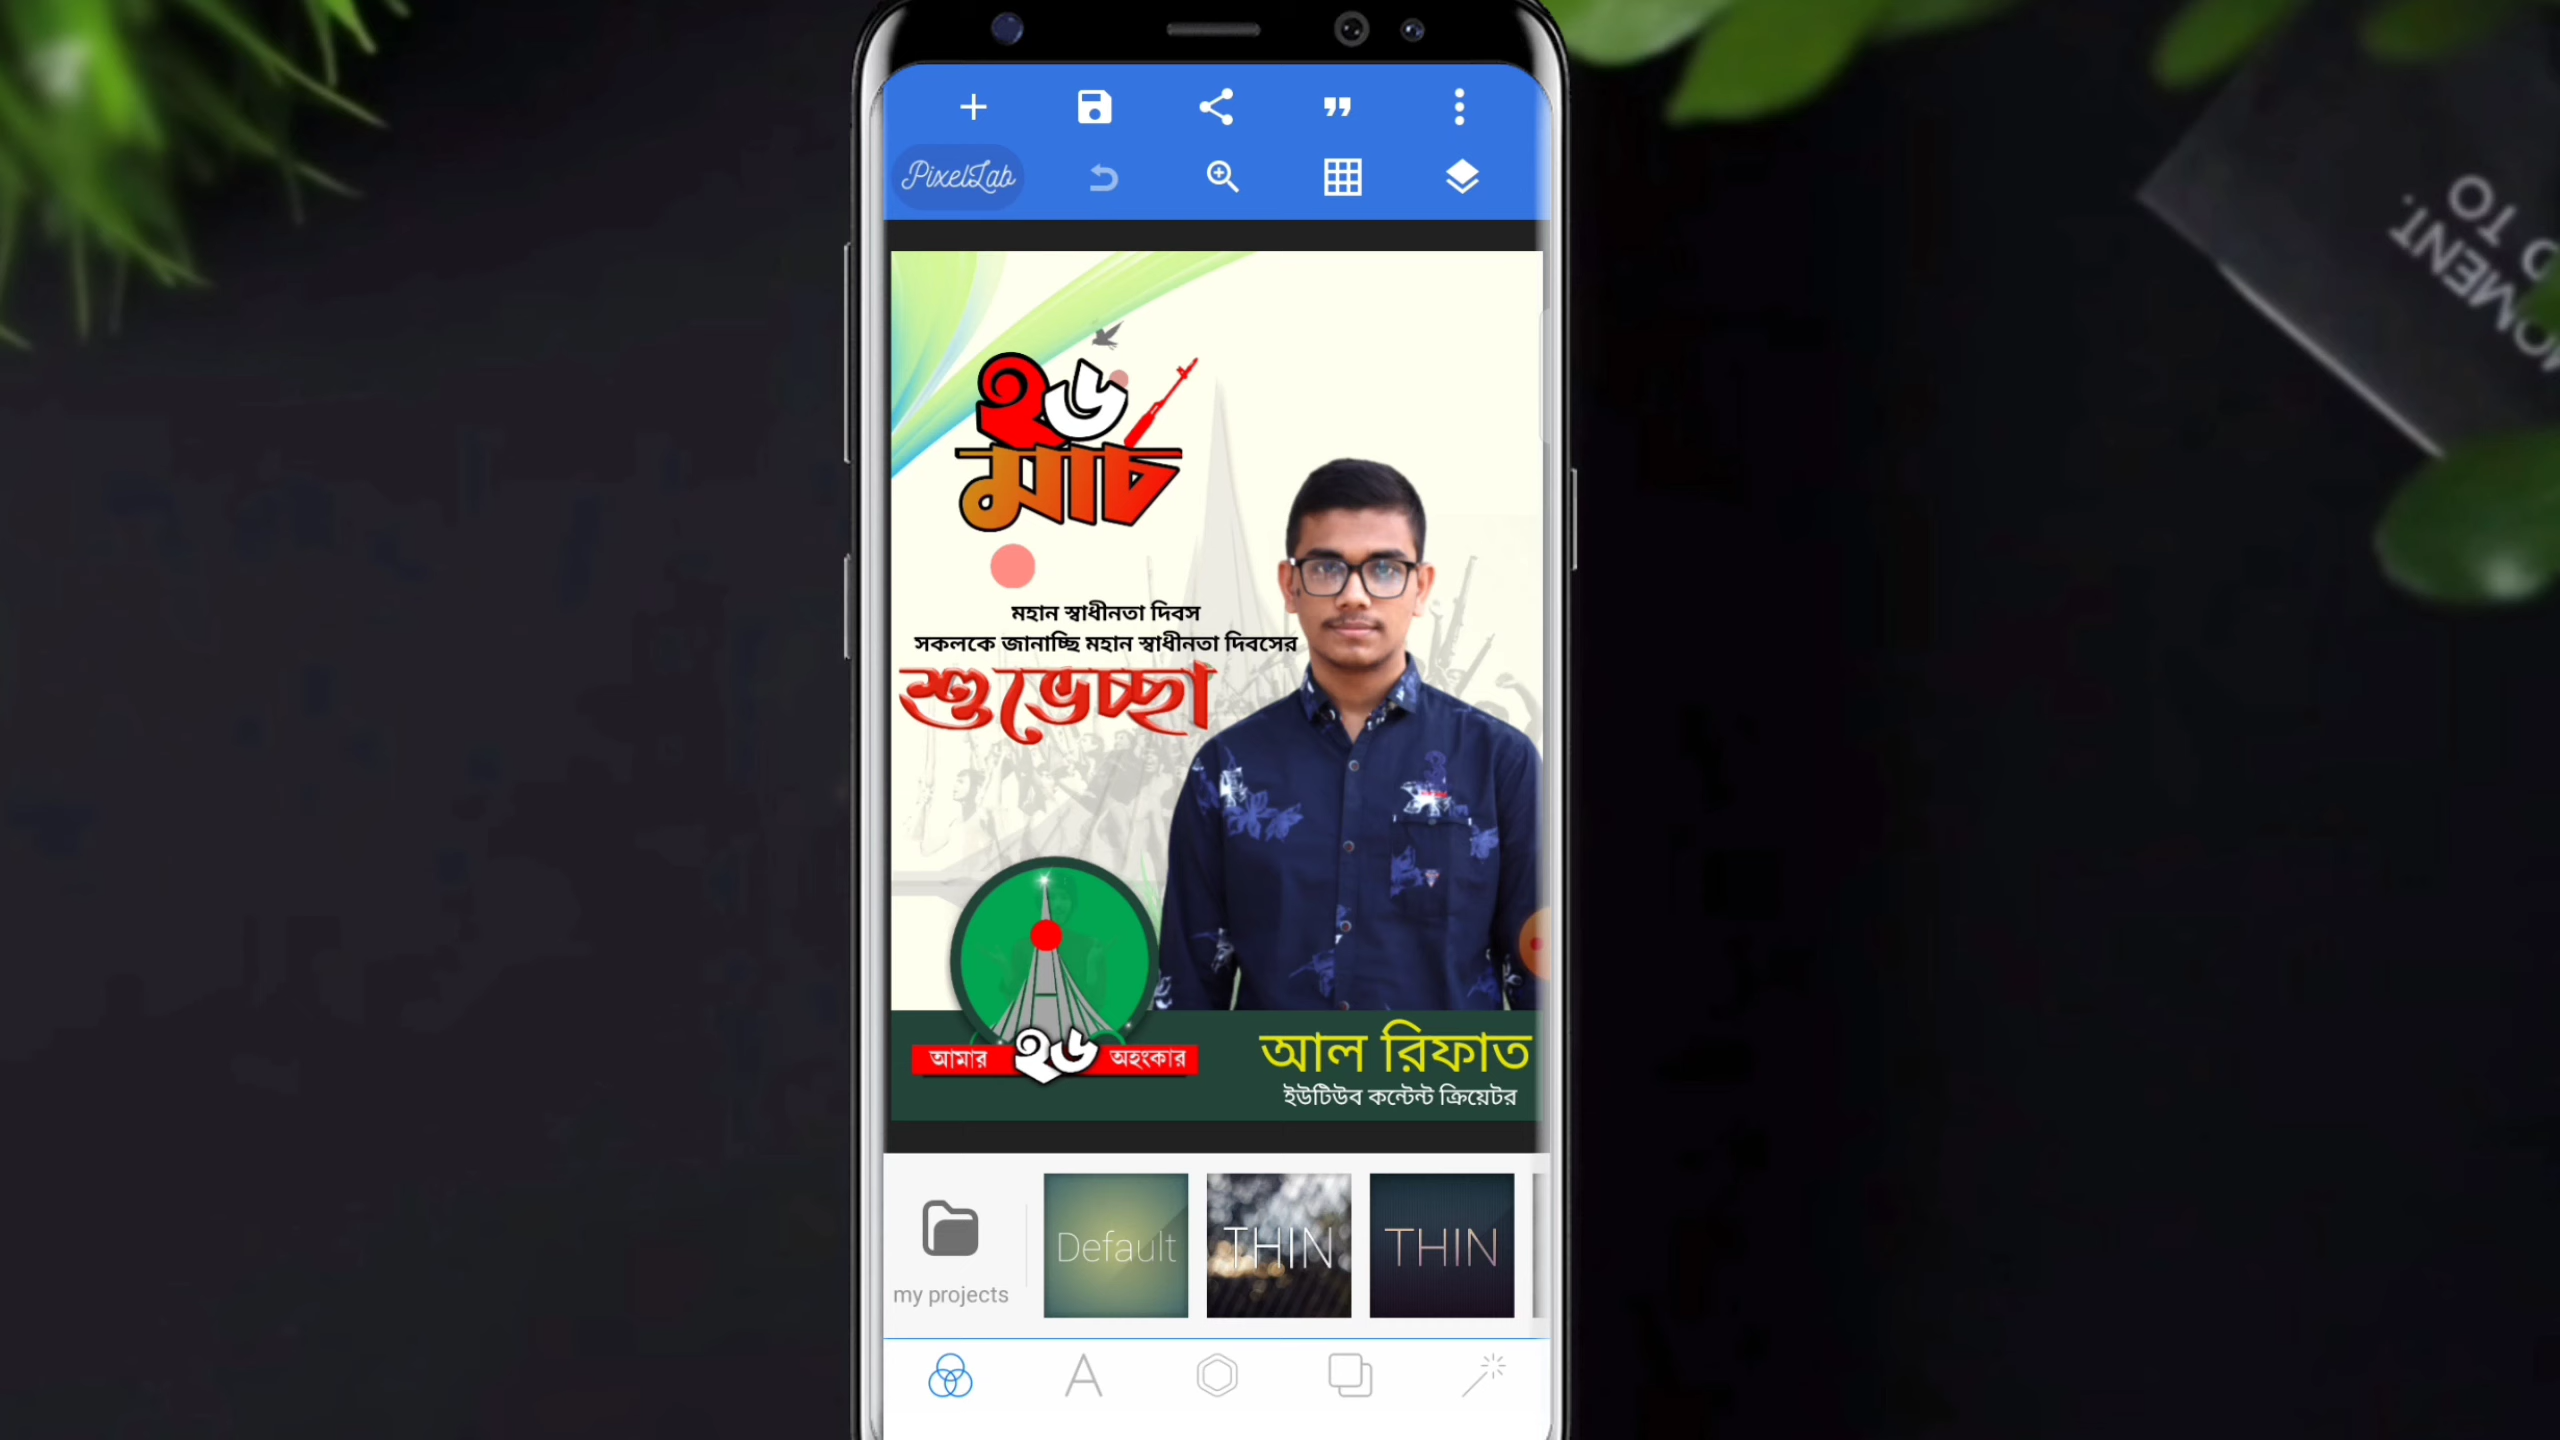 PixelLab
২৬
মার্চ
মহান স্বাধীনতা দিবস
সকলকে জানাচ্ছি মহান স্বাধীনতা দিবসের
শুভেচ্ছা
আমার ২৬ অহংকার
আল রিফাত
ইউটিউব কন্টেন্ট ক্রিয়েটর
my projects
Default
THIN
THIN